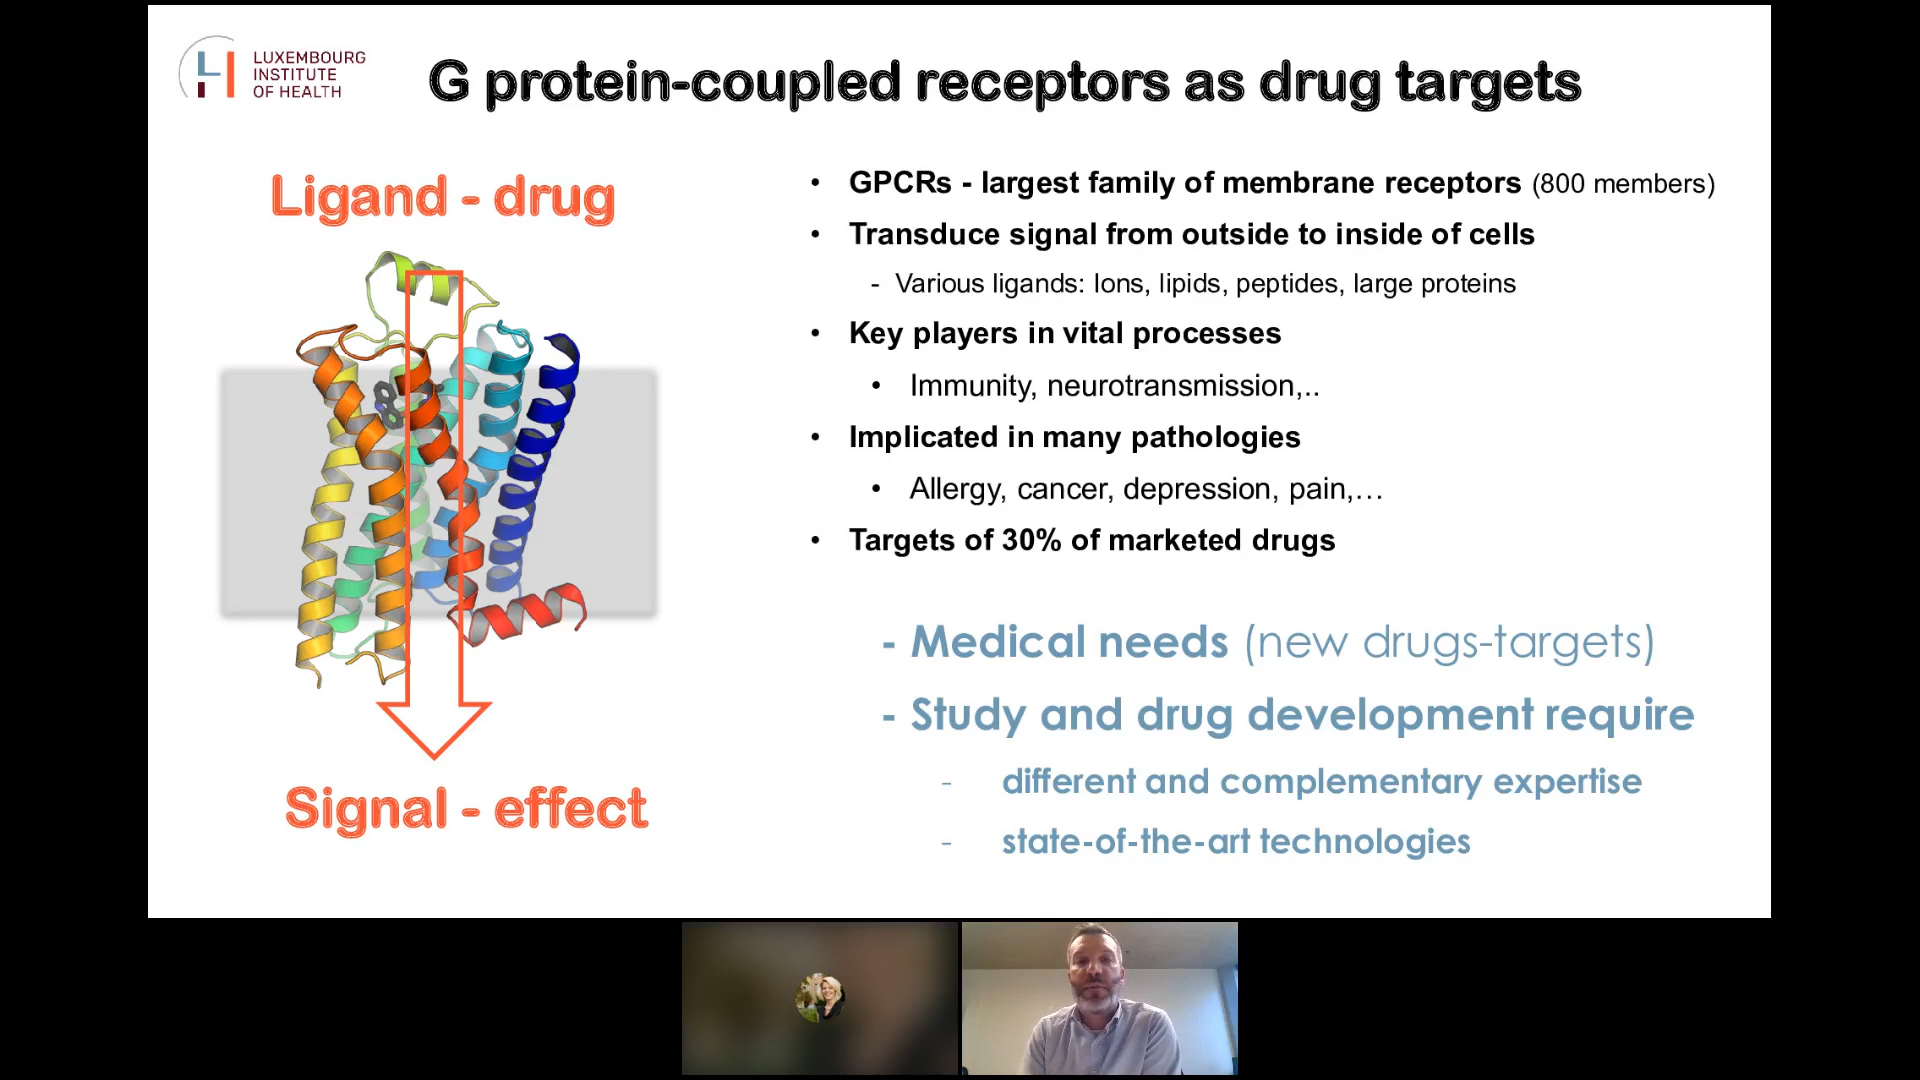 LUXEMBOURG
INSTITUTE
OF HEALTH
G protein-coupled receptors as drug targets
Ligand - drug
Signal - effect
• GPCRs - largest family of membrane receptors (800 members)
• Transduce signal from outside to inside of cells
- Various ligands: Ions, lipids, peptides, large proteins
• Key players in vital processes
• Immunity, neurotransmission,..
• Implicated in many pathologies
• Allergy, cancer, depression, pain,…
• Targets of 30% of marketed drugs
- Medical needs (new drugs-targets)
- Study and drug development require
- different and complementary expertise
- state-of-the-art technologies